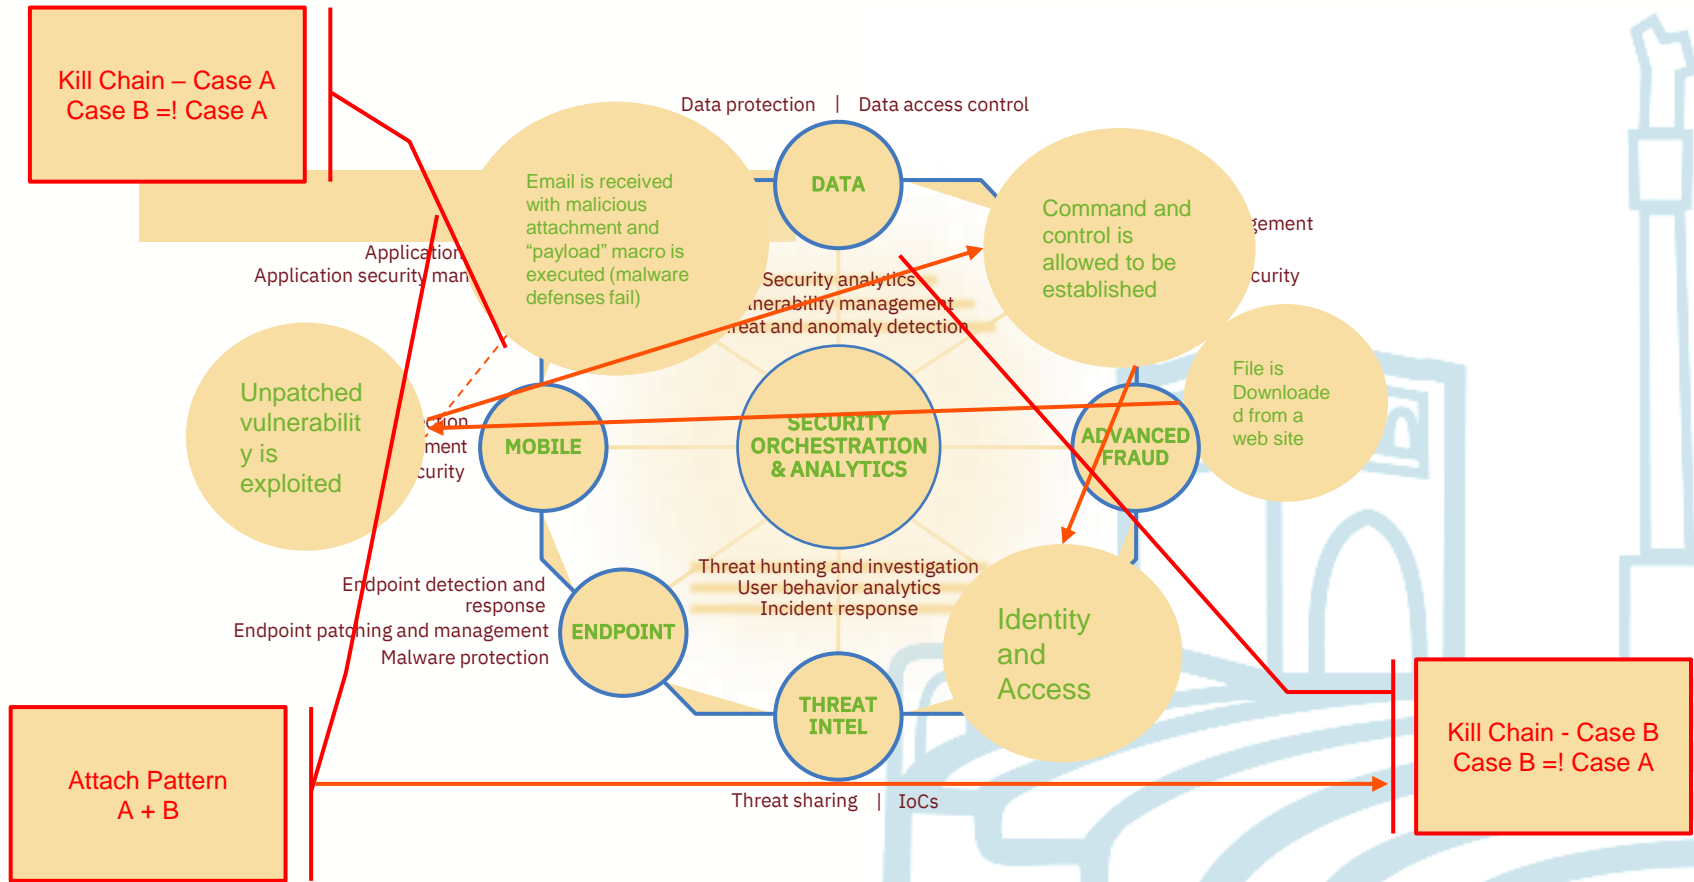 Kill Chain – Case A
Case B =! Case A
Data protection | Data access control
DATA
Email is received
with malicious
attachment and
“payload” macro is
executed (malware
defenses fail)
Command and
control is
allowed to be
established
Application
Application security
Security analytics
management
and anomaly detection
Unpatched
vulnerabilit
y is
exploited
File is
Downloade
d from a
web site
MOBILE
SECURITY
ORCHESTRATION
& ANALYTICS
ADVANCED
FRAUD
Endpoint detection and
response
Endpoint patching and management
Malware protection
ENDPOINT
Threat hunting and investigation
User behavior analytics
Incident response
Identity
and
Access
THREAT
INTEL
Threat sharing | IoCs
Attach Pattern
A + B
Kill Chain - Case B
Case B =! Case A